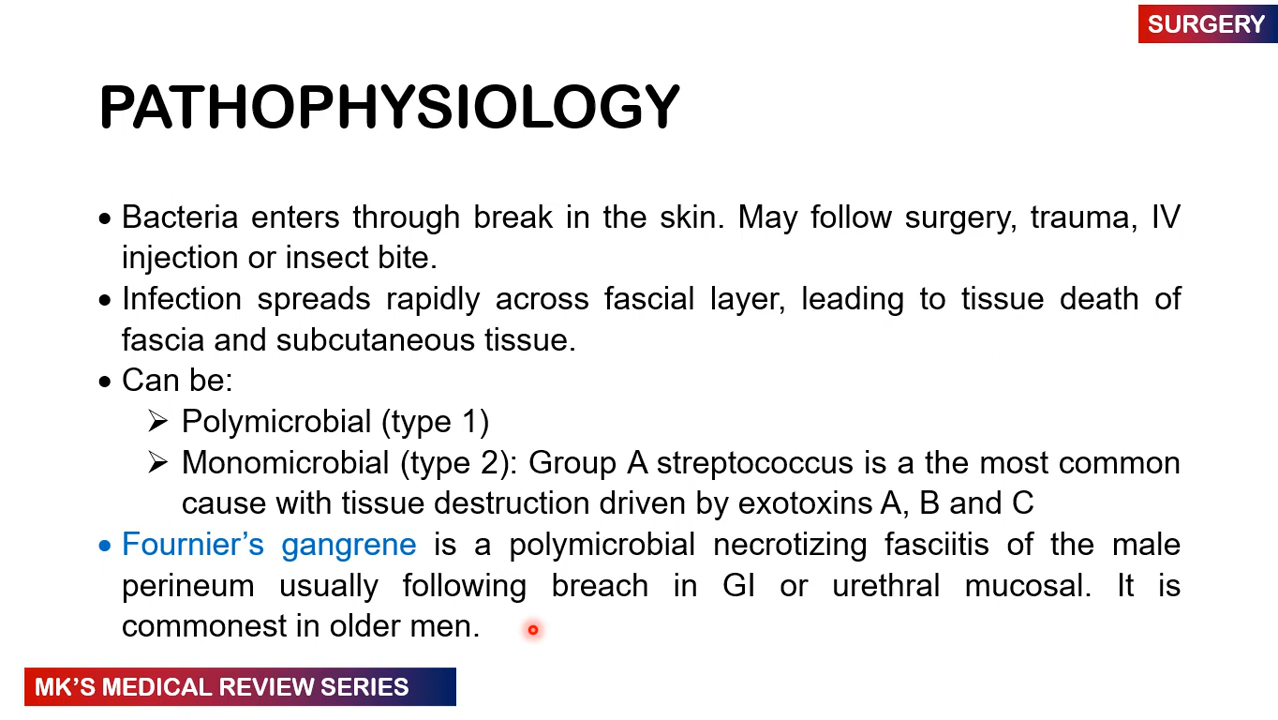 SURGERY
PATHOPHYSIOLOGY
• Bacteria enters through break in the skin. May follow surgery, trauma, IV
injection or insect bite.
• Infection spreads rapidly across fascial layer, leading to tissue death of
fascia and subcutaneous tissue.
• Can be:
➢ Polymicrobial (type 1)
➢ Monomicrobial (type 2): Group A streptococcus is a the most common
cause with tissue destruction driven by exotoxins A, B and C
• Fournier’s gangrene is a polymicrobial necrotizing fasciitis of the male
perineum usually following breach in GI or urethral mucosal. It is
commonest in older men.
MK’S MEDICAL REVIEW SERIES